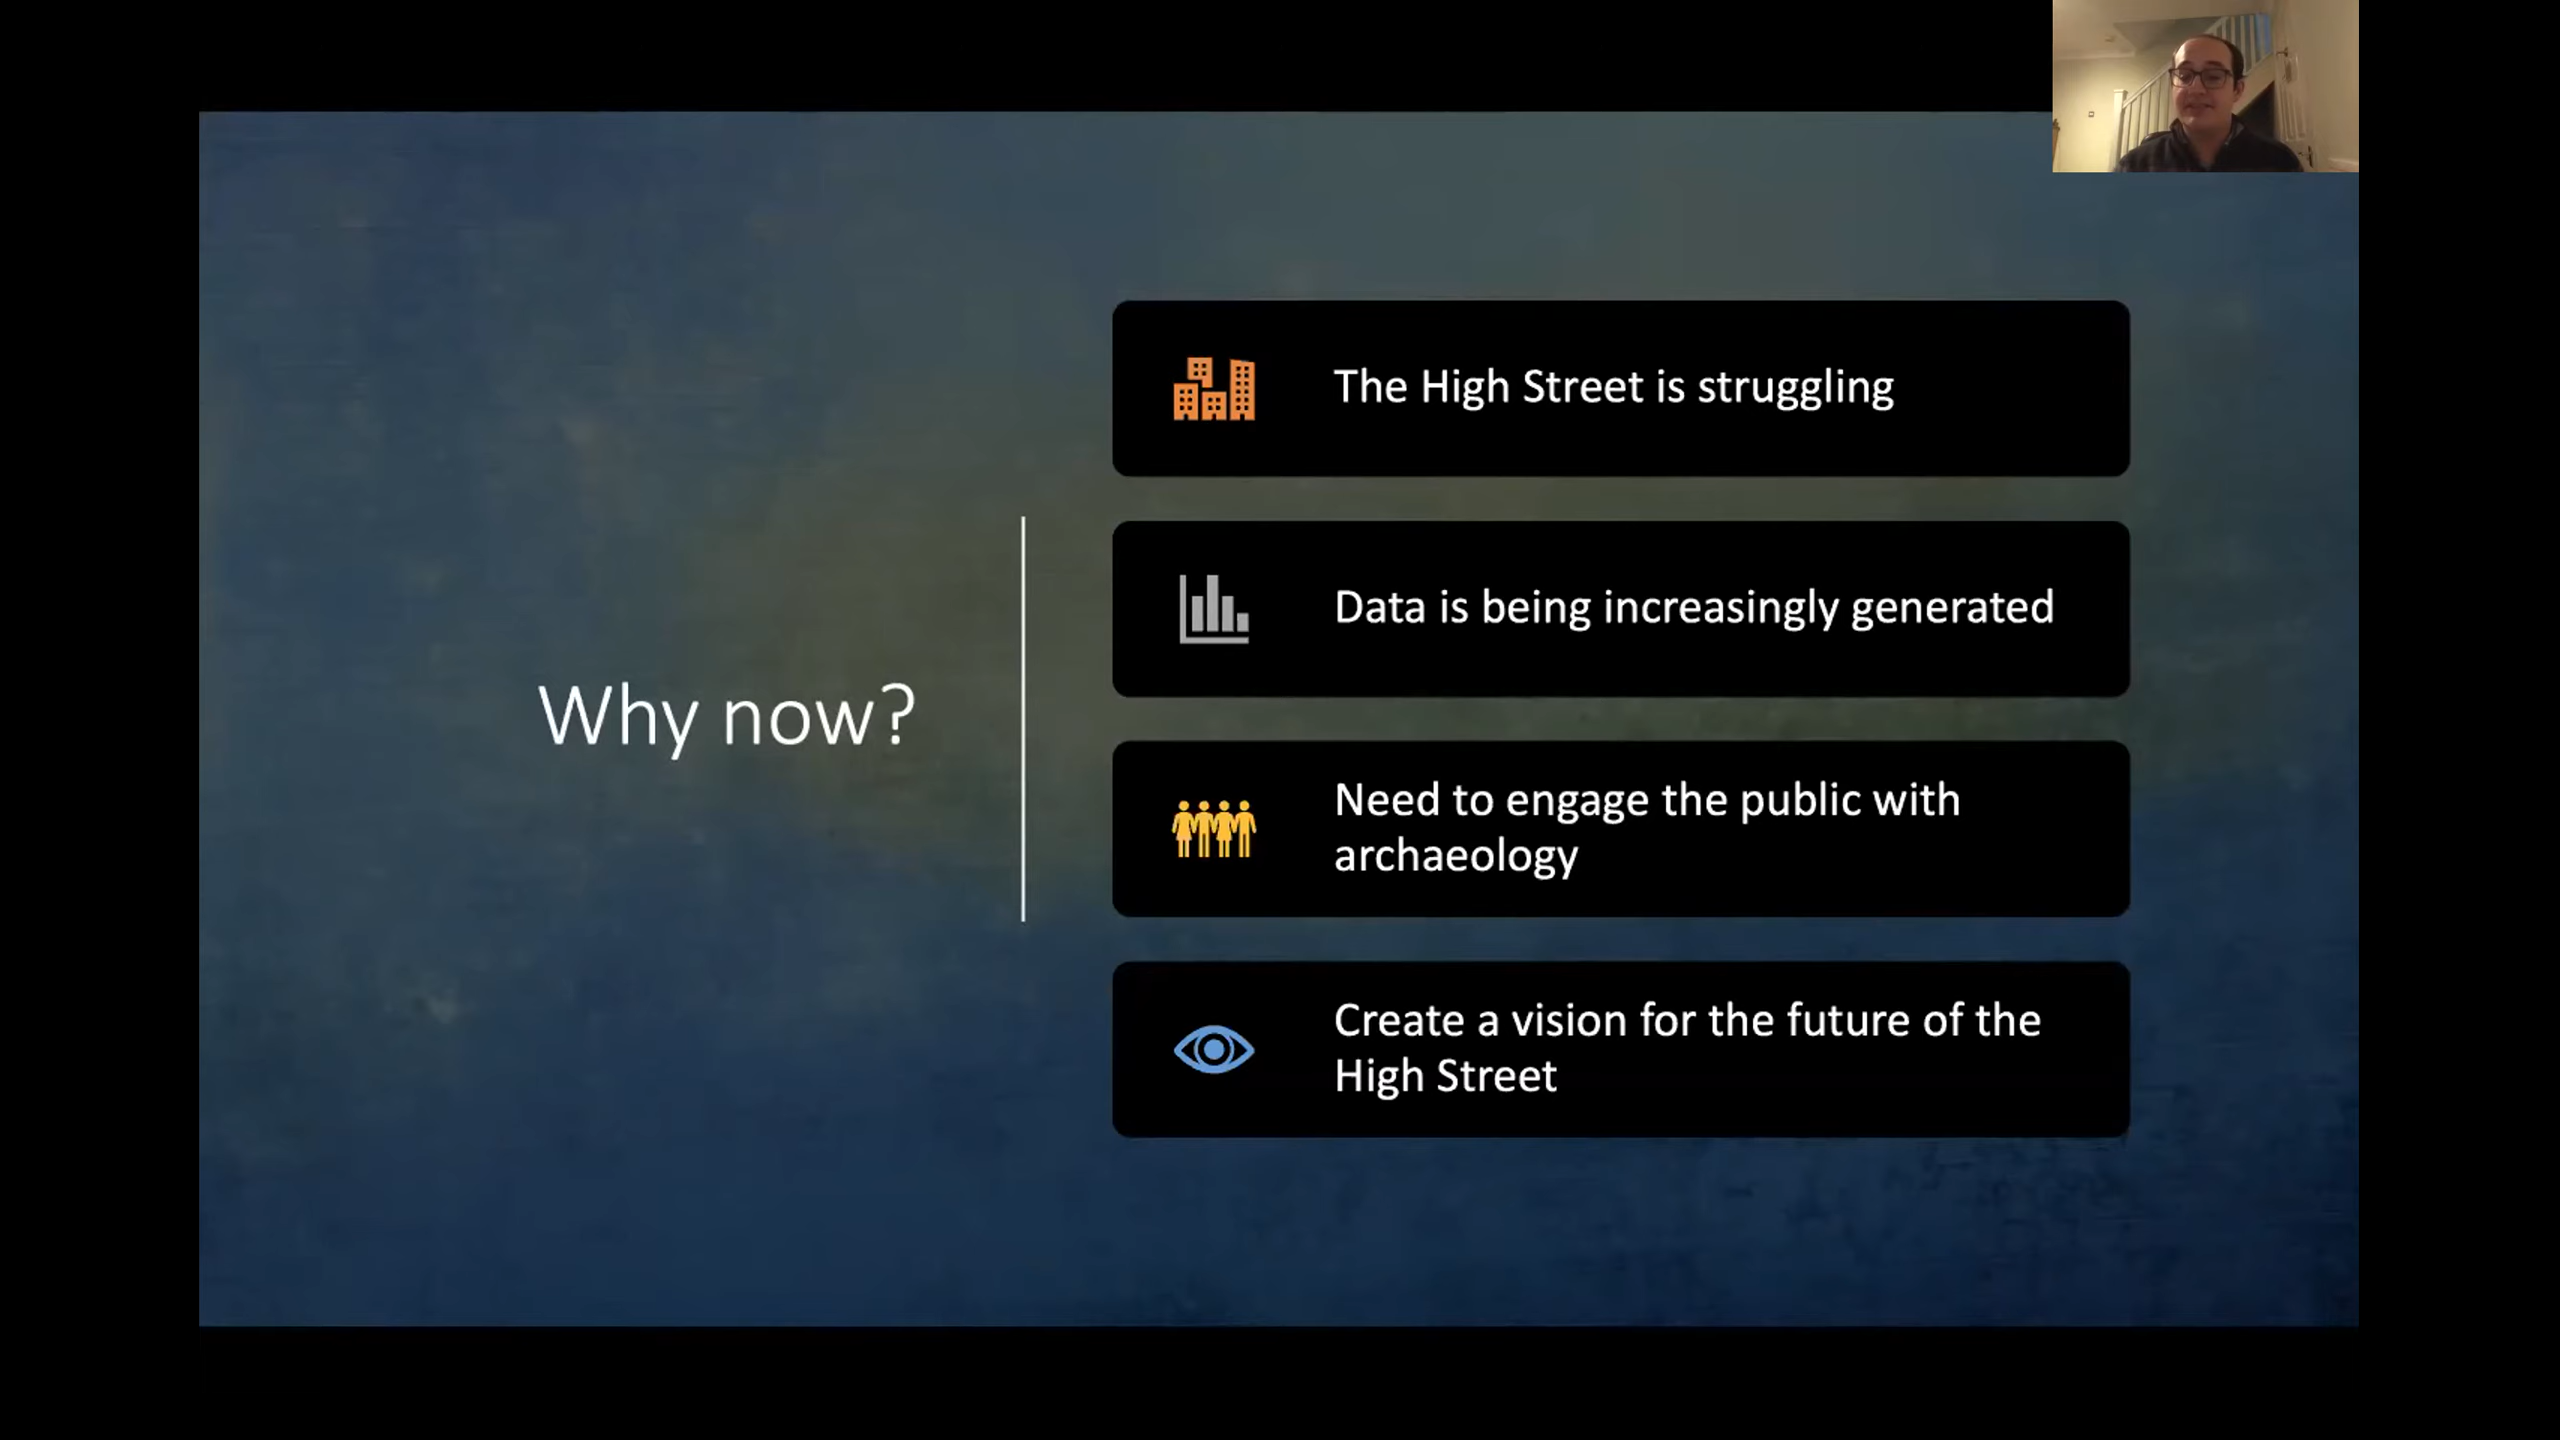 Why now?
The High Street is struggling
Data is being increasingly generated
Need to engage the public with
archaeology
Create a vision for the future of the
High Street